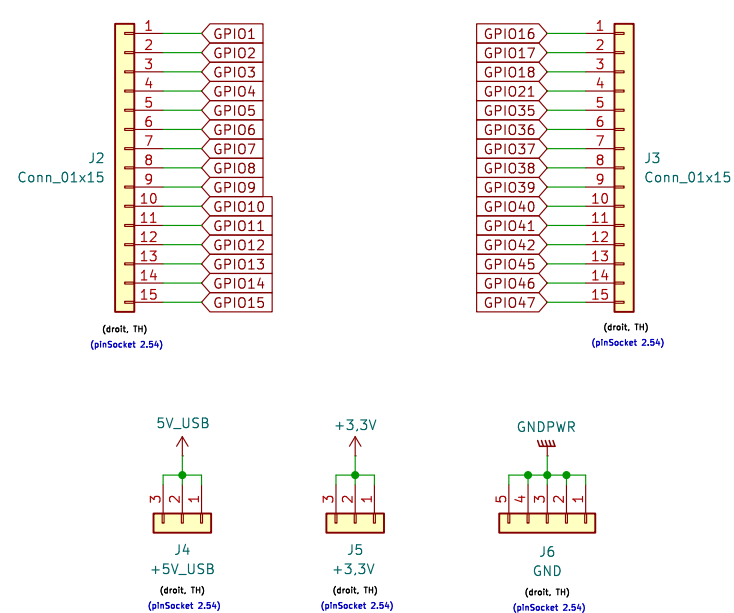 1 GPIO1
2 GPIO2
3 GPIO3
4 GPIO4
5 GPIO5
6 GPIO6
7 GPIO7
8 GPIO8
9 GPIO9
10 GPIO10
11 GPIO11
12 GPIO12
13 GPIO13
14 GPIO14
15 GPIO15
J2
Conn_01x15
(droit, TH)
(pinSocket 2.54)
GPIO16 1
GPIO17 2
GPIO18 3
GPIO21 4
GPIO35 5
GPIO36 6
GPIO37 7
GPIO38 8
GPIO39 9
GPIO40 10
GPIO41 11
GPIO42 12
GPIO45 13
GPIO46 14
GPIO47 15
J3
Conn_01x15
(droit, TH)
(pinSocket 2.54)
5V_USB
3 2 1
J4
+5V_USB
(droit, TH)
(pinSocket 2.54)
+3,3V
3 2 1
J5
+3,3V
(droit, TH)
(pinSocket 2.54)
GNDPWR
5 4 3 2 1
J6
GND
(droit, TH)
(pinSocket 2.54)